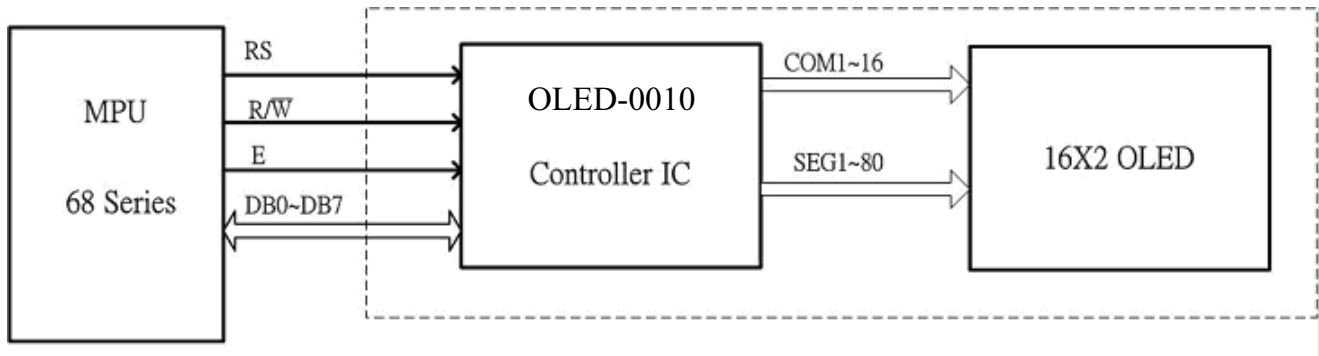 MPU
68 Series
RS
R/W̅
E
DB0~DB7
OLED-0010
Controller IC
COM1~16
SEG1~80
16X2 OLED